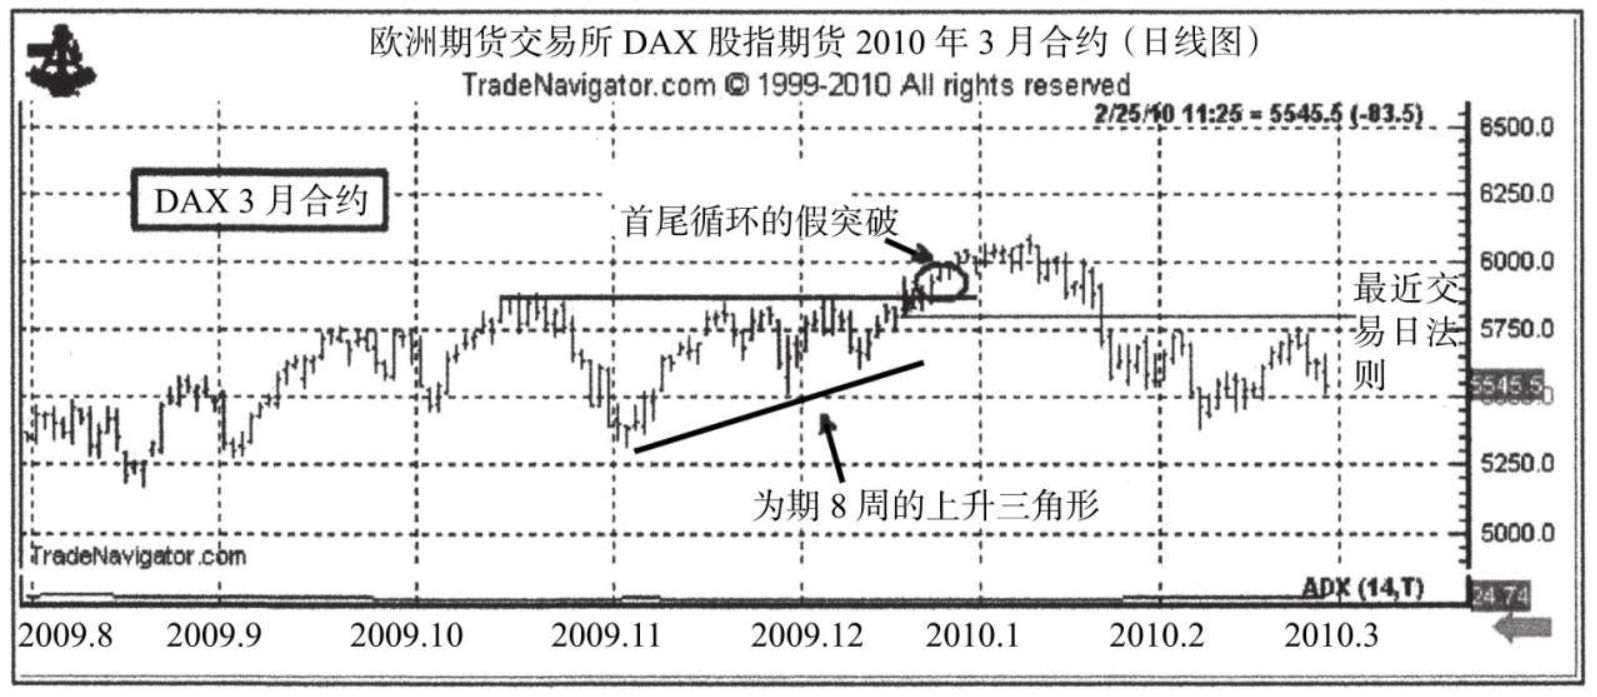 欧洲期货交易所 DAX 股指期货 2010 年 3 月合约（日线图）
TradeNavigator.com © 1999-2010 All rights reserved
2/25/10 11:25 = 5545.5 (-83.5)
6500.0
DAX 3 月合约
6250.0
首尾循环的假突破
6000.0
最近交
易日法
则
5750.0
5545.5
5250.0
为期 8 周的上升三角形
5000.0
TradeNavigator.com
ADX (14,T)
24.74
2009.8 2009.9 2009.10 2009.11 2009.12 2010.1 2010.2 2010.3